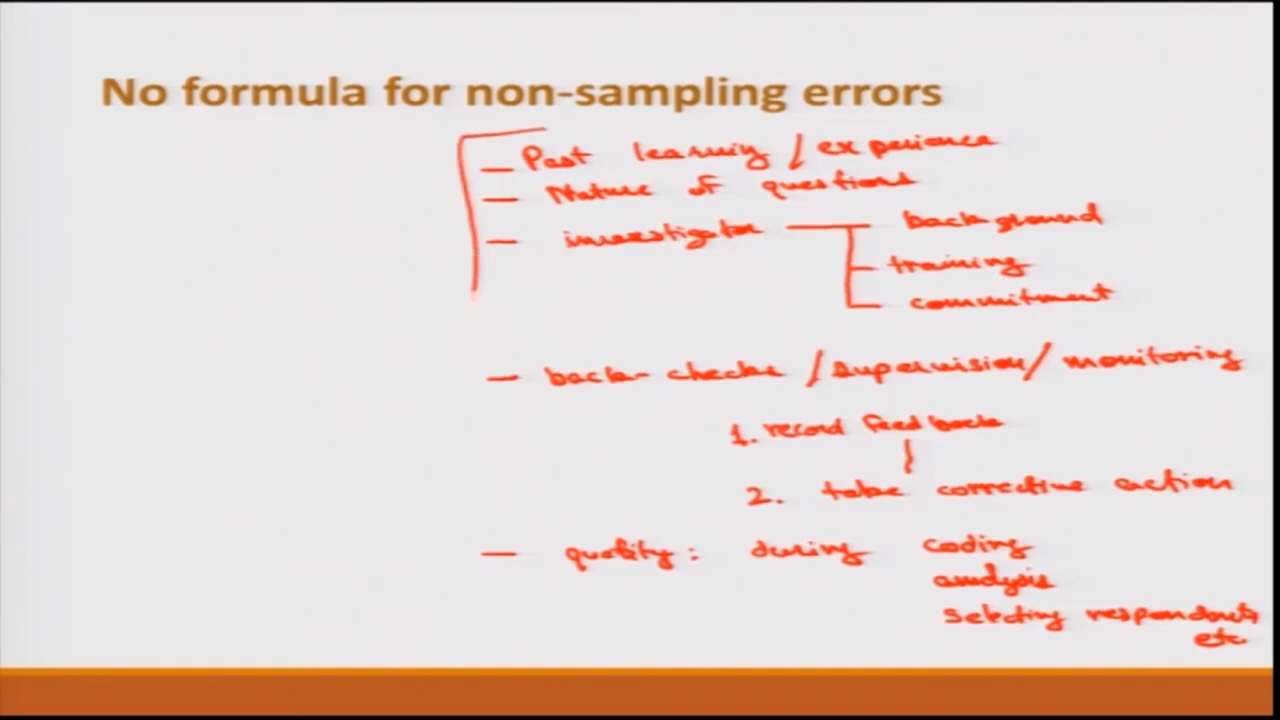 No formula for non-sampling errors
— Past learning / experience
— Nature of questions
— investigator — background
training
commitment
— back-checks / supervision / monitoring
1. record feedback
2. take corrective action
— quality : during coding
analysis
selecting respondents
etc